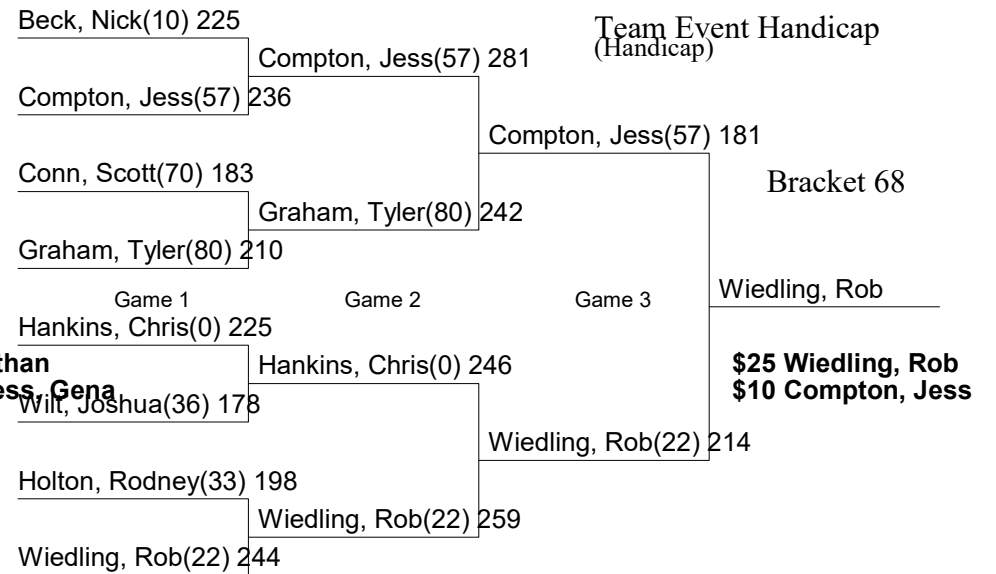 Beck, Nick(10) 225
Team Event Handicap
(Handicap)
Compton, Jess(57) 281
Compton, Jess(57) 236
Compton, Jess(57) 181
Conn, Scott(70) 183
Bracket 68
Graham, Tyler(80) 242
Graham, Tyler(80) 210
Game 1
Game 2
Game 3
Wiedling, Rob
Hankins, Chris(0) 225
than
Hankins, Chris(0) 246
$25 Wiedling, Rob
ess, Gena
$10 Compton, Jess
Wilt, Joshua(36) 178
Wiedling, Rob(22) 214
Holton, Rodney(33) 198
Wiedling, Rob(22) 259
Wiedling, Rob(22) 244